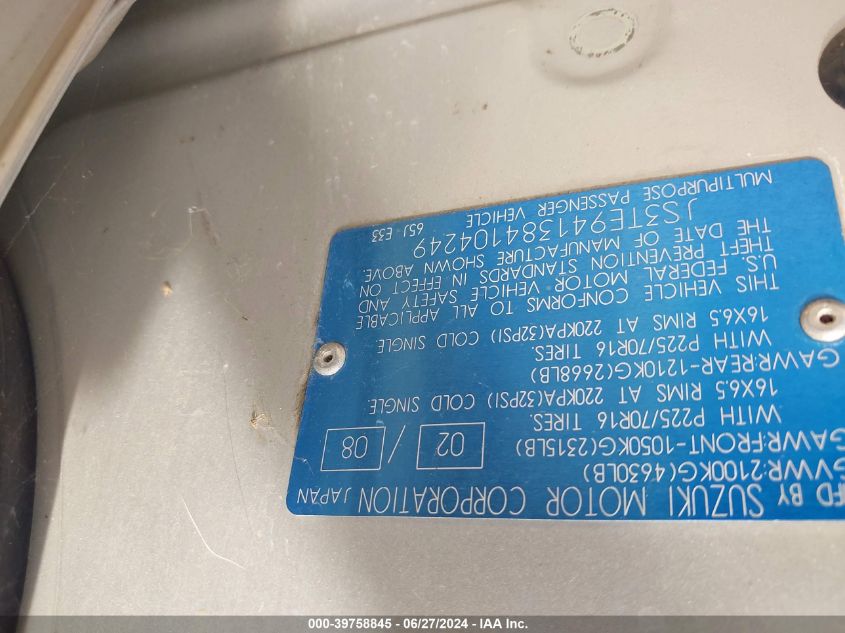 MFD BY SUZUKI MOTOR CORPORATION JAPAN
GVWR:2100KG(4630LB)
GAWR:FRONT-1050KG(2315LB) 02 / 08
WITH P225/70R16 TIRES.
16X6.5 RIMS AT 220KPA(32PSI) COLD SINGLE.
GAWR:REAR-1210KG(2668LB)
WITH P225/70R16 TIRES.
16X6.5 RIMS AT 220KPA(32PSI) COLD SINGLE.
THIS VEHICLE CONFORMS TO ALL APPLICABLE
U.S. FEDERAL MOTOR VEHICLE SAFETY AND
THEFT PREVENTION STANDARDS IN EFFECT ON
THE DATE OF MANUFACTURE SHOWN ABOVE.
JS3TE941384104249
MULTIPURPOSE PASSENGER VEHICLE 65J E33
000-39758845 - 06/27/2024 - IAA Inc.